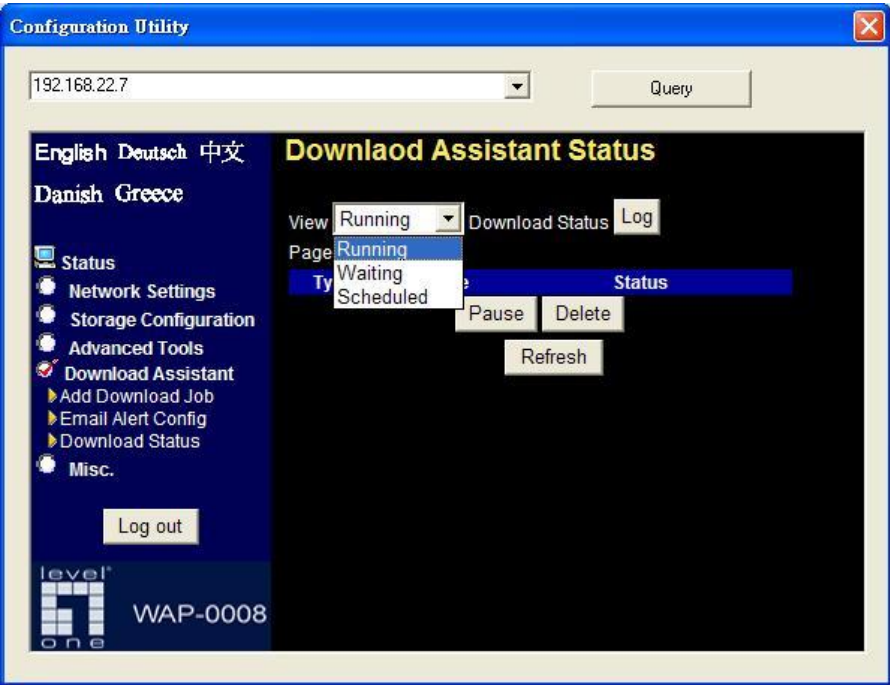 Configuration Utility
192.168.22.7
Query
English Deutsch 中文
Danish Greece
Status
Network Settings
Storage Configuration
Advanced Tools
Download Assistant
Add Download Job
Email Alert Config
Download Status
Misc.
Log out
level
one
WAP-0008
Downlaod Assistant Status
View Running Download Status Log
Page
Running
Waiting
Scheduled
Ty e Status
Pause Delete
Refresh